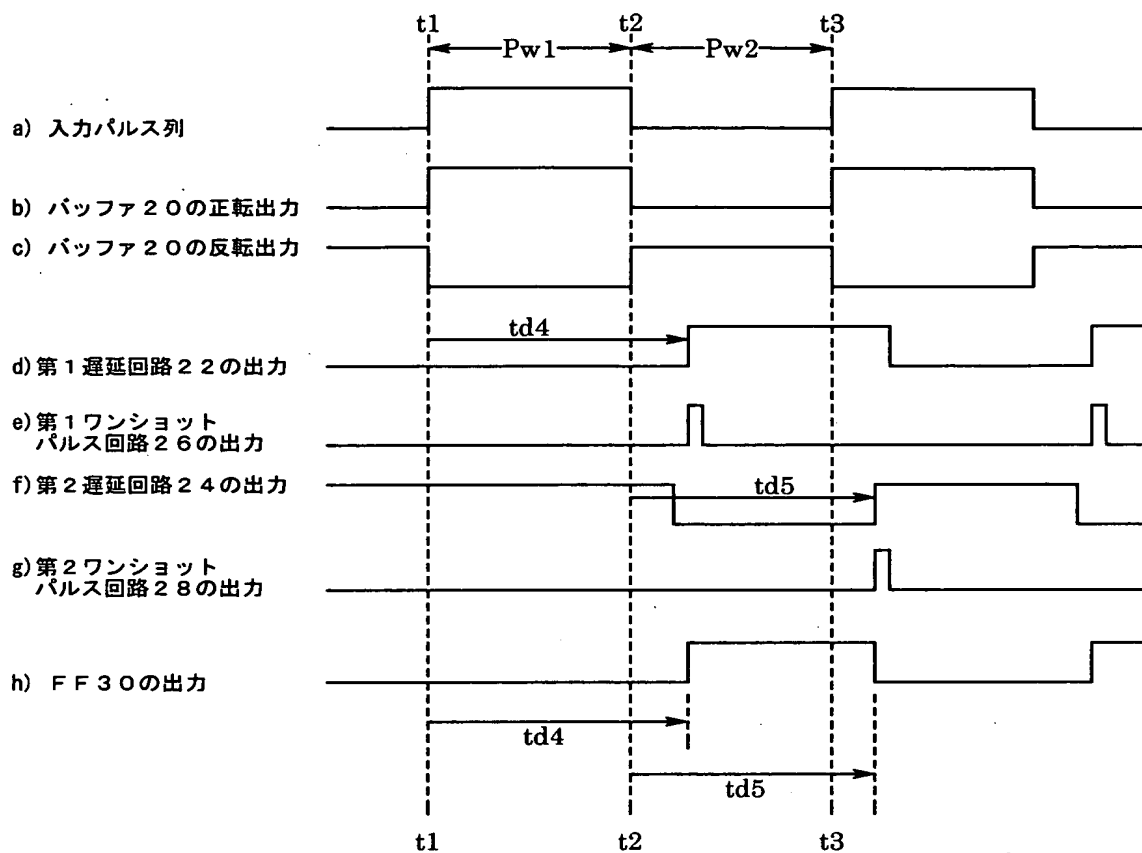 t1 t2 t3
Pw1 Pw2
a) 入力パルス列
b) バッファ20の正転出力
c) バッファ20の反転出力
td4
d)第1遅延回路22の出力
e)第1ワンショット
パルス回路26の出力
f)第2遅延回路24の出力
td5
g)第2ワンショット
パルス回路28の出力
h) FF30の出力
td4
td5
t1 t2 t3